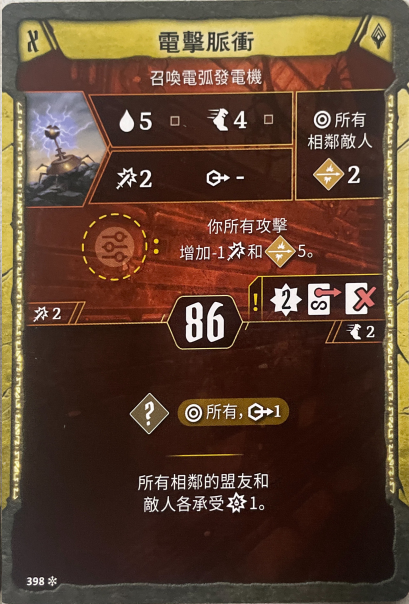 電擊脈衝
召喚電弧發電機
5 4
所有
相鄰敵人
2
2 -
你所有攻擊
增加-1和5。
! 2
2
86
2
? 所有, 1
所有相鄰的盟友和
敵人各承受1。
398